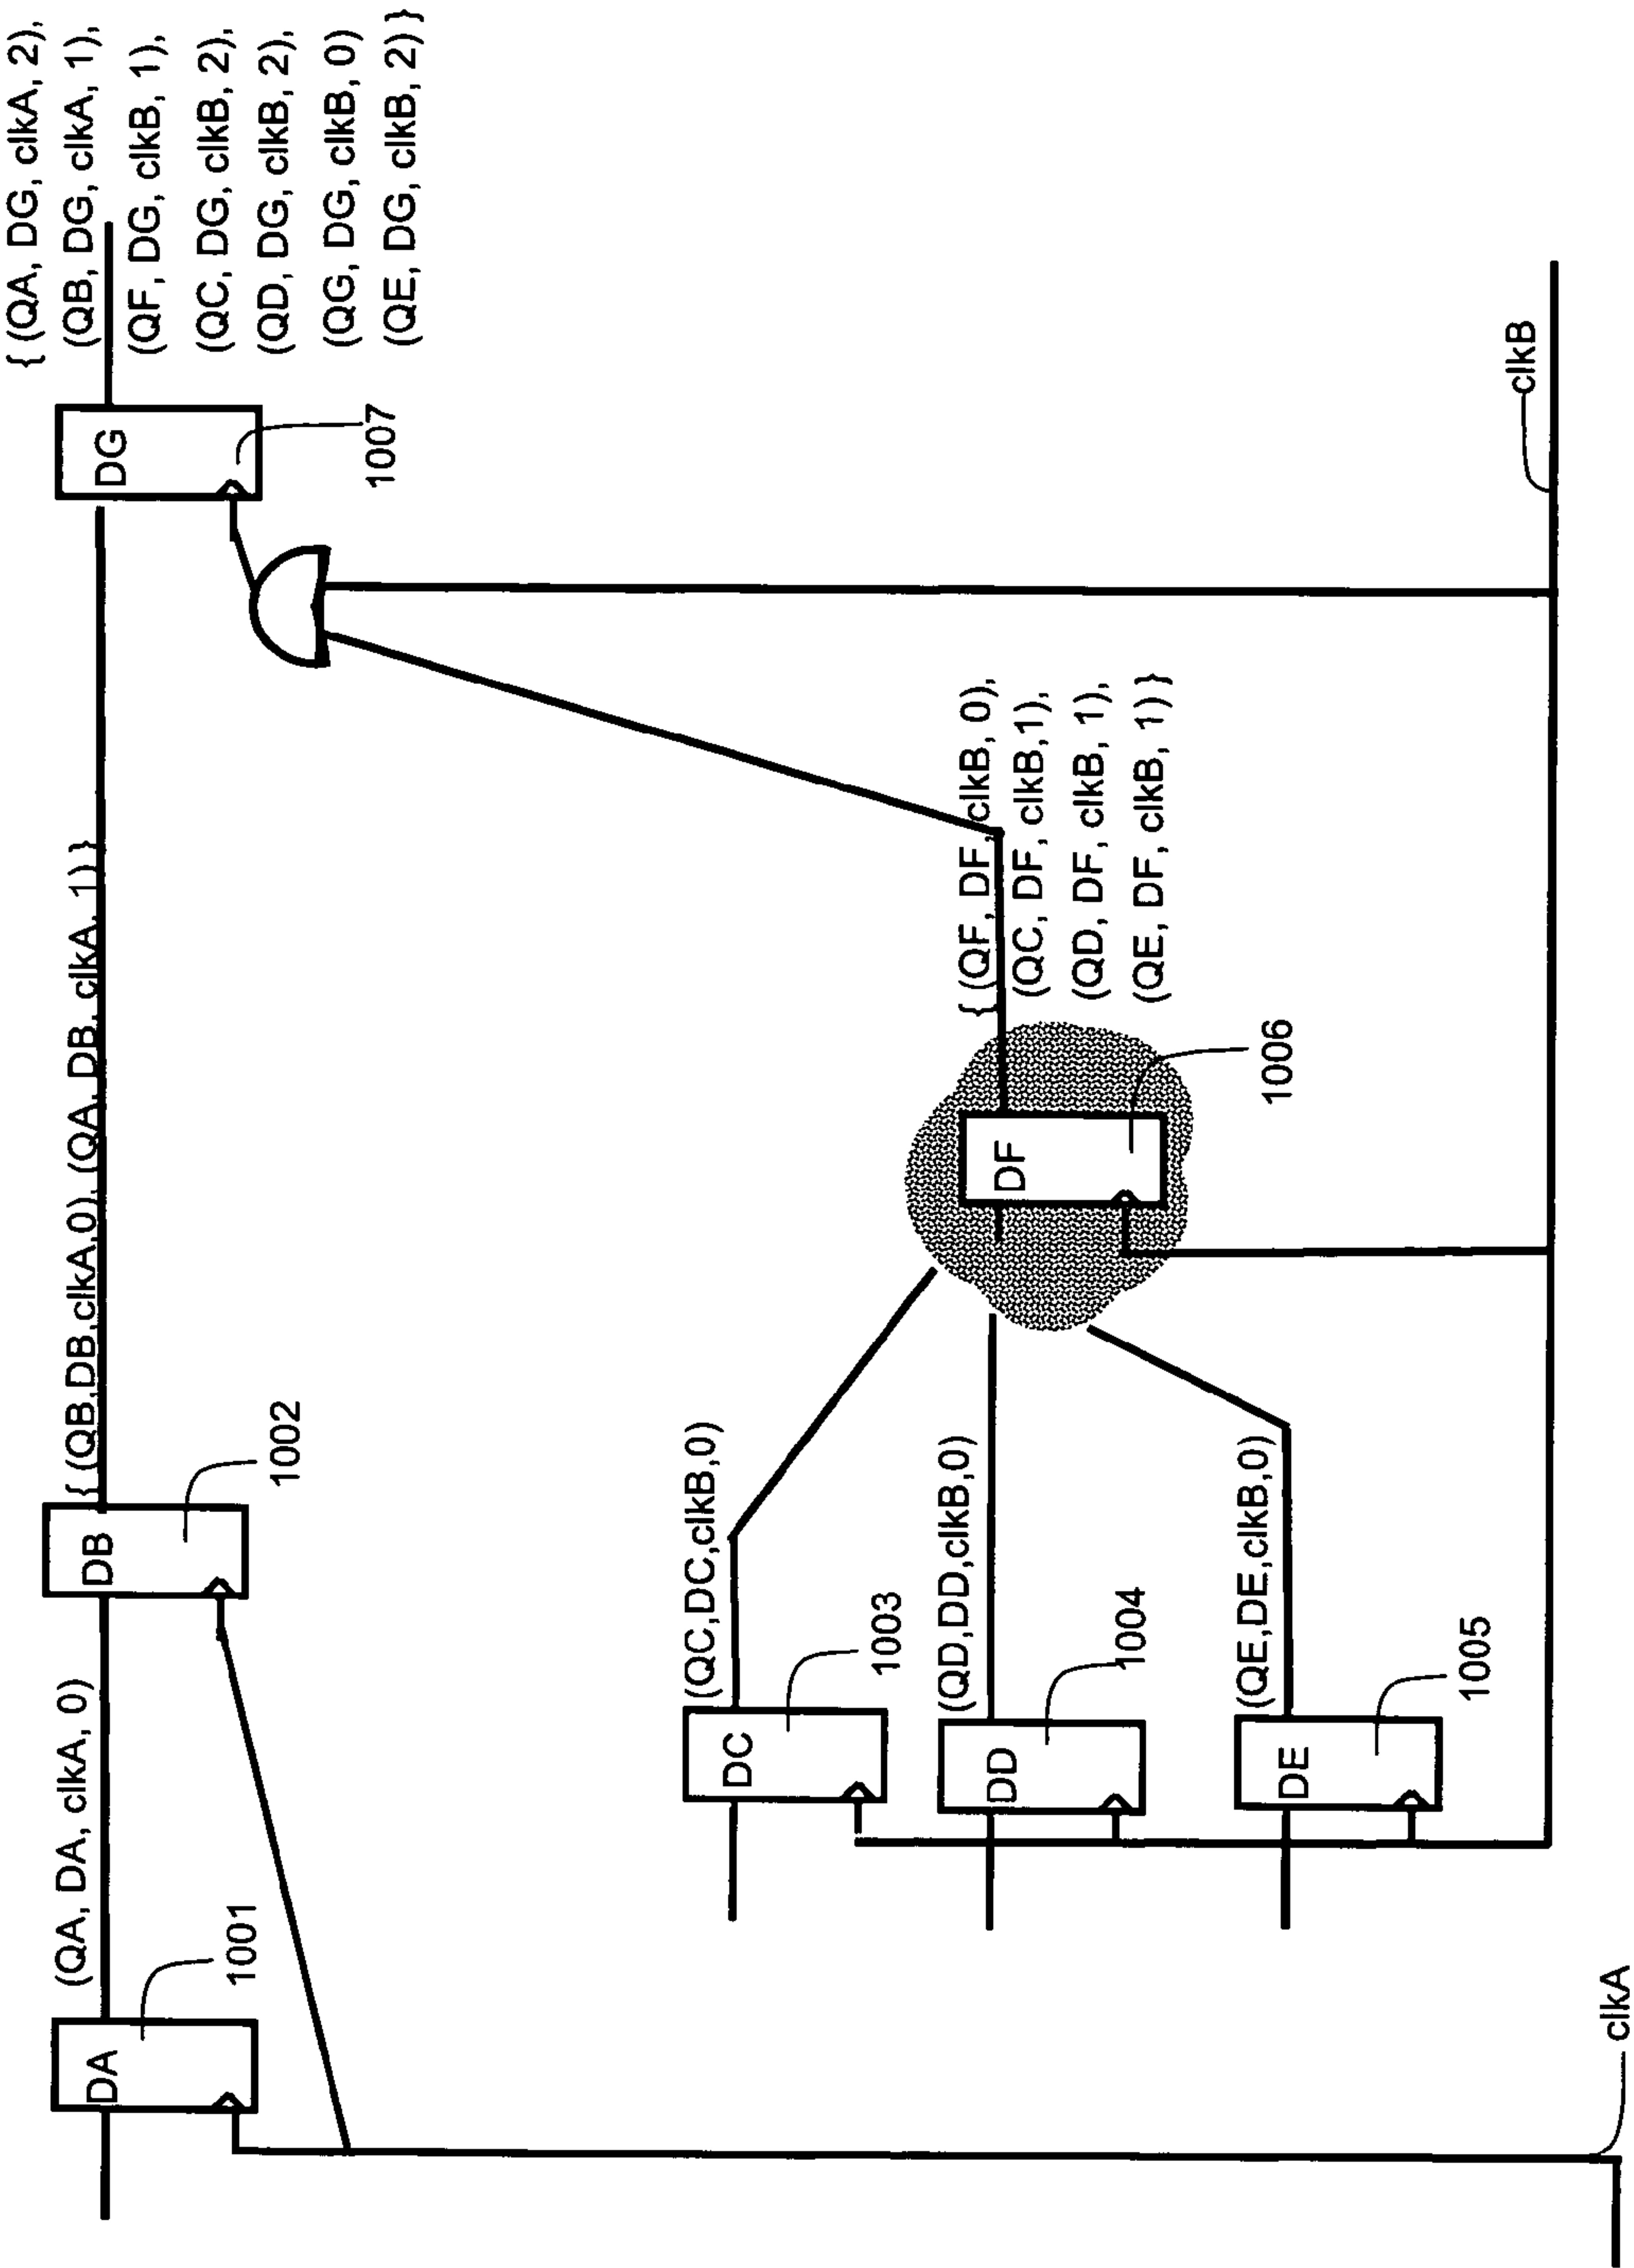 { (QA, DG, clkA, 2),
(QB, DG, clkA, 1),
(QF, DG, clkB, 1),
(QC, DG, clkB, 2),
(QD, DG, clkB, 2),
(QG, DG, clkB, 0)
(QE, DG, clkB, 2) }
(QA, DA, clkA, 0)
{ (QB,DB,clkA,0), (QA, DB, clkA, 1) }
DA
1001
DB
1002
DG
1007
(QC,DC,clkB,0)
DC
1003
(QD,DD,clkB,0)
DD
1004
(QE,DE,clkB,0)
DE
1005
DF
1006
{ (QF, DF, clkB, 0),
(QC, DF, clkB,1),
(QD, DF, clkB, 1),
(QE, DF, clkB, 1) }
clkB
clkA